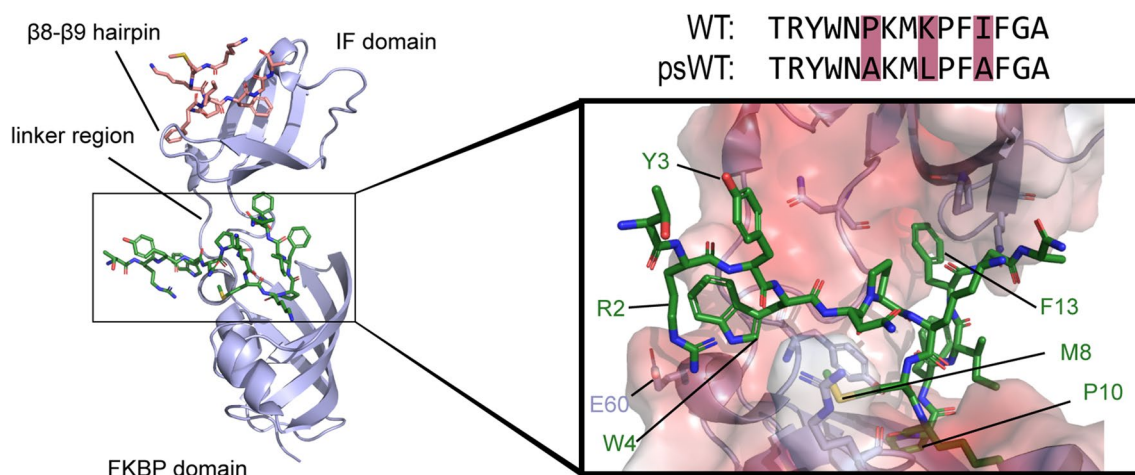 β8-β9 hairpin
IF domain
linker region
FKBP domain
WT: TRYWNPKMKPFIFGA
psWT: TRYWNAKMLPFAFGA
Y3
R2
F13
M8
E60
P10
W4